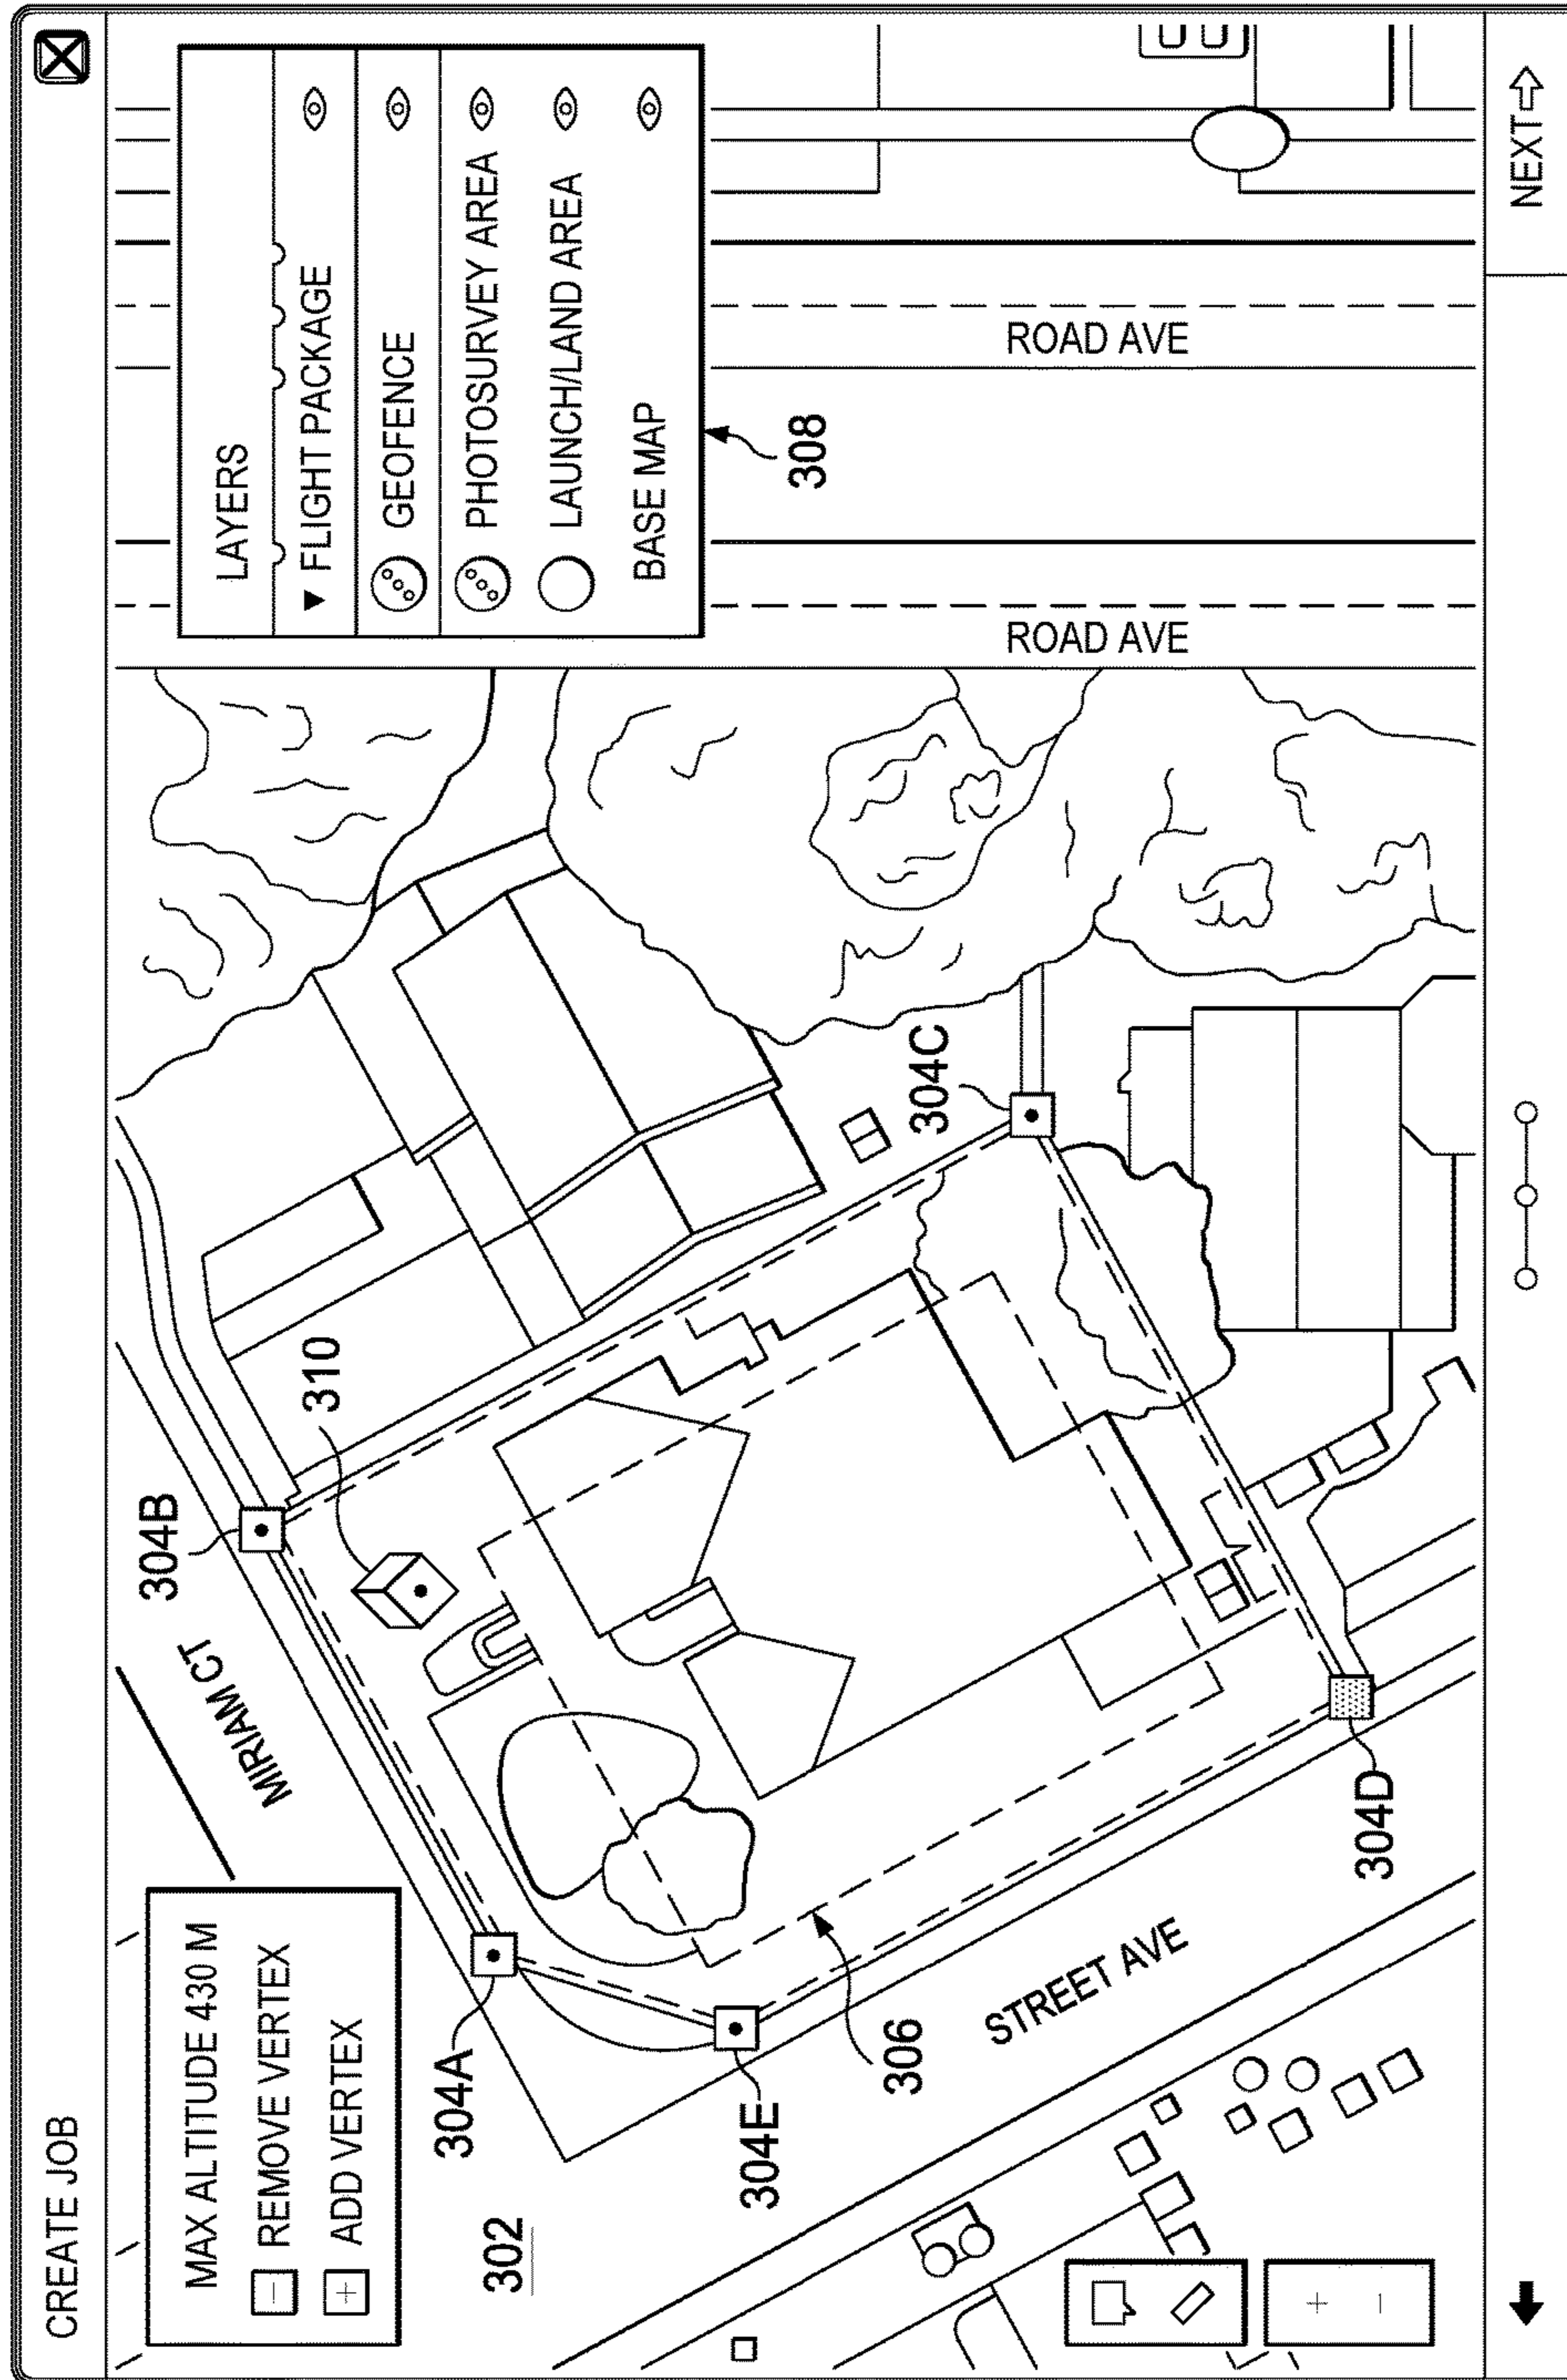 CREATE JOB
MAX ALTITUDE 430 M
− REMOVE VERTEX
+ ADD VERTEX
MIRIAM CT
304B
310
304A
304E
302
306
STREET AVE
304D
304C
LAYERS
▼ FLIGHT PACKAGE
GEOFENCE
PHOTOSURVEY AREA
LAUNCH/LAND AREA
BASE MAP
308
ROAD AVE
ROAD AVE
+
−
NEXT